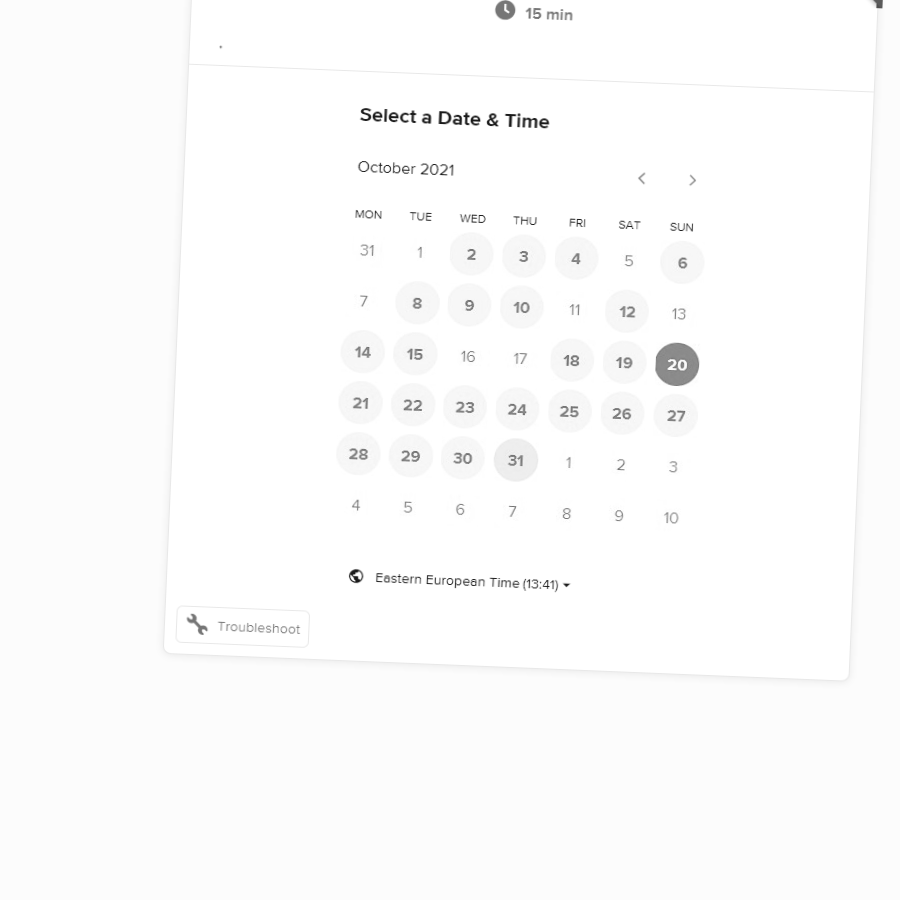 15 min
.
Select a Date & Time
October 2021
MON TUE WED THU FRI SAT SUN
31 1 2 3 4 5 6
7 8 9 10 11 12 13
14 15 16 17 18 19 20
21 22 23 24 25 26 27
28 29 30 31 1 2 3
4 5 6 7 8 9 10
Eastern European Time (13:41)
Troubleshoot